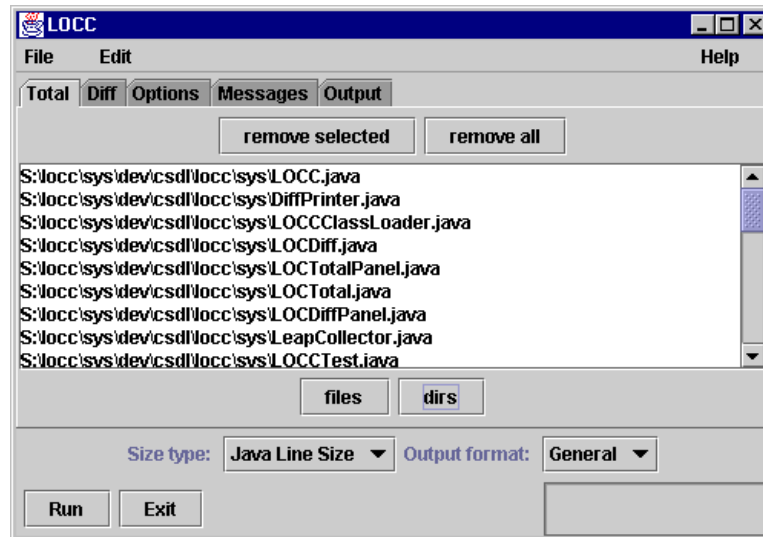 LOCC
File Edit Help
Total Diff Options Messages Output
remove selected remove all
S:\locc\sys\dev\csdl\locc\sys\LOCC.java
S:\locc\sys\dev\csdl\locc\sys\DiffPrinter.java
S:\locc\sys\dev\csdl\locc\sys\LOCCClassLoader.java
S:\locc\sys\dev\csdl\locc\sys\LOCDiff.java
S:\locc\sys\dev\csdl\locc\sys\LOCTotalPanel.java
S:\locc\sys\dev\csdl\locc\sys\LOCTotal.java
S:\locc\sys\dev\csdl\locc\sys\LOCDiffPanel.java
S:\locc\sys\dev\csdl\locc\sys\LeapCollector.java
S:\locc\sys\dev\csdl\locc\sys\LOCCTest.java
files dirs
Size type: Java Line Size Output format: General
Run Exit